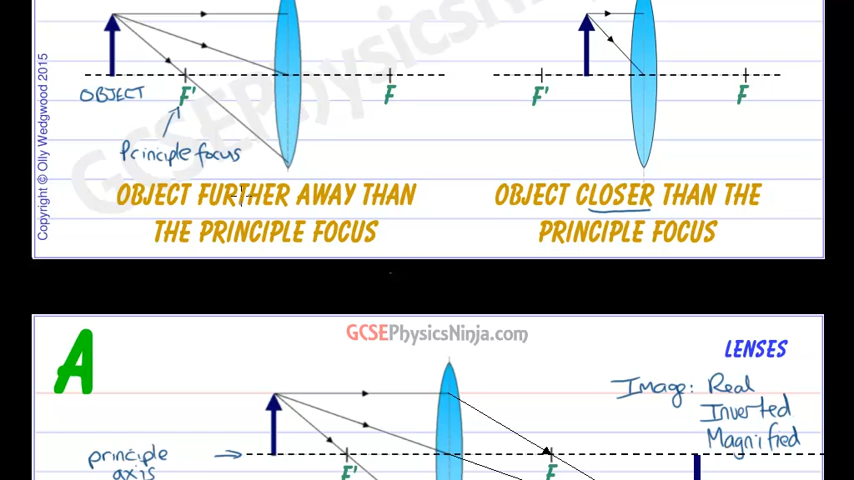 OBJECT
F'
F
Principle focus
F'
F
OBJECT FURTHER AWAY THAN
THE PRINCIPLE FOCUS
OBJECT CLOSER THAN THE
PRINCIPLE FOCUS
Copyright © Olly Wedgwood 2015
GCSEPhysics
A
GCSEPhysicsNinja.com
LENSES
Image: Real
Inverted
Magnified
principle
axis
F'
F